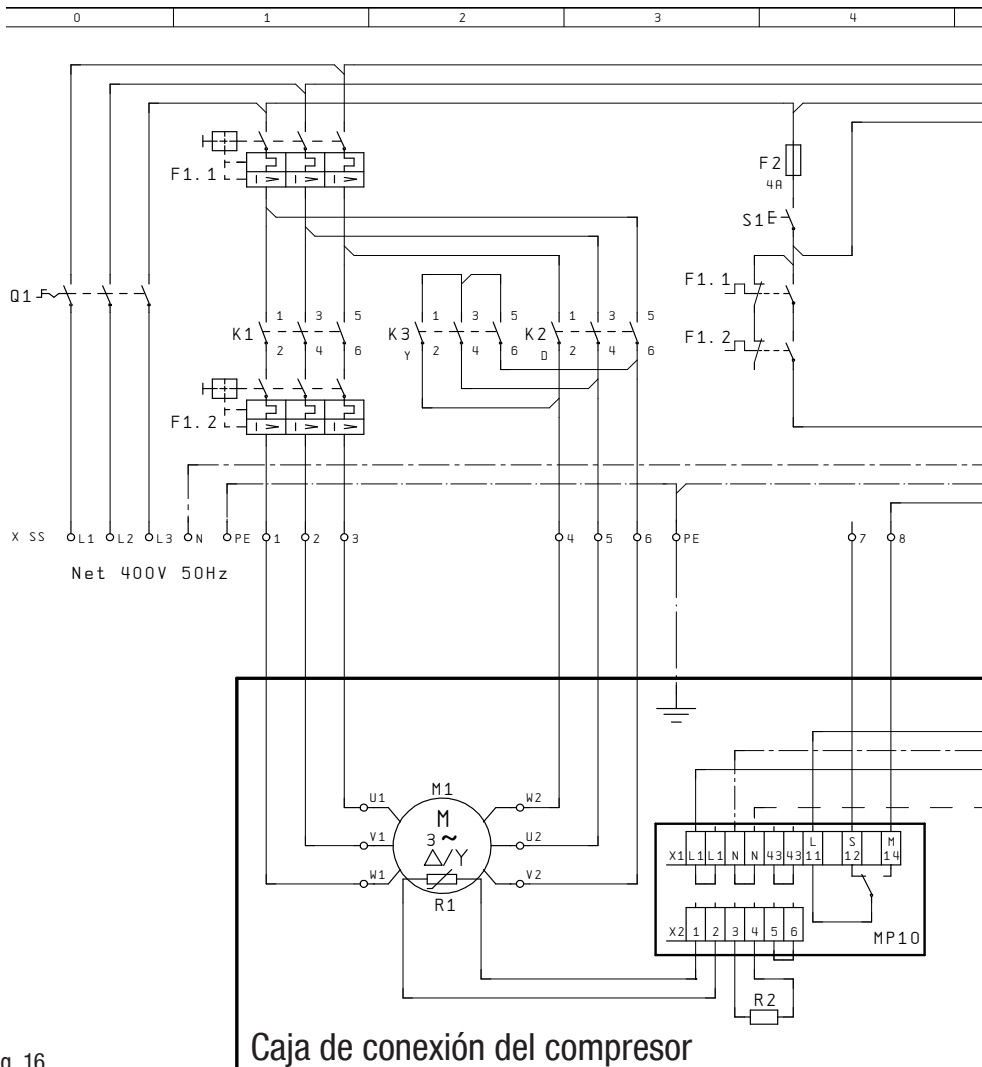 0 1 2 3 4
F1.1
I > I > I >
F2
4A
S1
Q1
F1.1
F1.2
1 3 5
K1
2 4 6
1 3 5
K3
Y
2 4 6
1 3 5
K2
D
2 4 6
F1.2
I > I > I >
X SS L1 L2 L3 N PE 1 2 3 4 5 6 PE 7 8
Net 400V 50Hz
M1
U1
V1
W1
M
3 ~
△/Y
R1
W2
U2
V2
X1 L1 L1 N N 43 43 L 11 S 12 M 14
X2 1 2 3 4 5 6
MP10
R2
Caja de conexión del compresor
g. 16